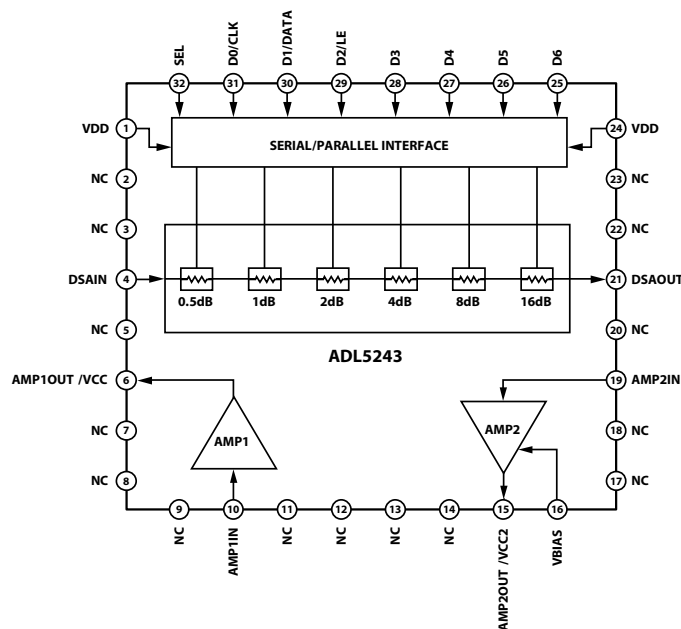 SEL
D0/CLK
D1/DATA
D2/LE
D3
D4
D5
D6
32
31
30
29
28
27
26
25
VDD
1
SERIAL/PARALLEL INTERFACE
24
VDD
NC
2
23
NC
NC
3
22
NC
DSAIN
4
0.5dB
1dB
2dB
4dB
8dB
16dB
21
DSAOUT
NC
5
20
NC
ADL5243
AMP1OUT /VCC
6
19
AMP2IN
AMP1
AMP2
NC
7
18
NC
NC
8
17
NC
9
10
11
12
13
14
15
16
NC
AMP1IN
NC
NC
NC
NC
AMP2OUT /VCC2
VBIAS